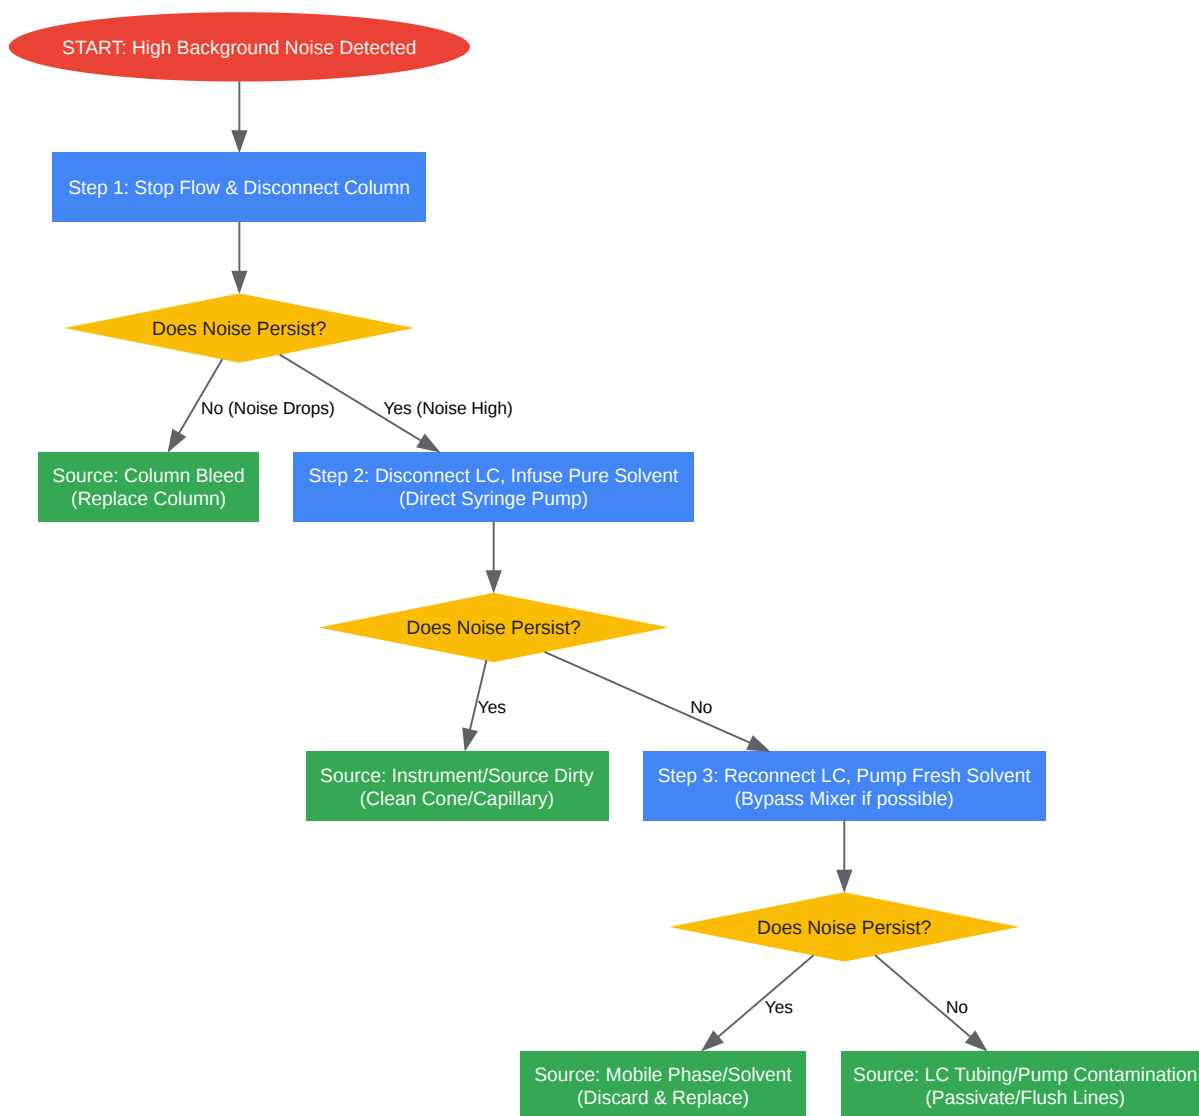 START: High Background Noise Detected
Step 1: Stop Flow & Disconnect Column
Does Noise Persist?
No (Noise Drops)
Yes (Noise High)
Source: Column Bleed
(Replace Column)
Step 2: Disconnect LC, Infuse Pure Solvent
(Direct Syringe Pump)
Does Noise Persist?
Yes
No
Source: Instrument/Source Dirty
(Clean Cone/Capillary)
Step 3: Reconnect LC, Pump Fresh Solvent
(Bypass Mixer if possible)
Does Noise Persist?
Yes
No
Source: Mobile Phase/Solvent
(Discard & Replace)
Source: LC Tubing/Pump Contamination
(Passivate/Flush Lines)